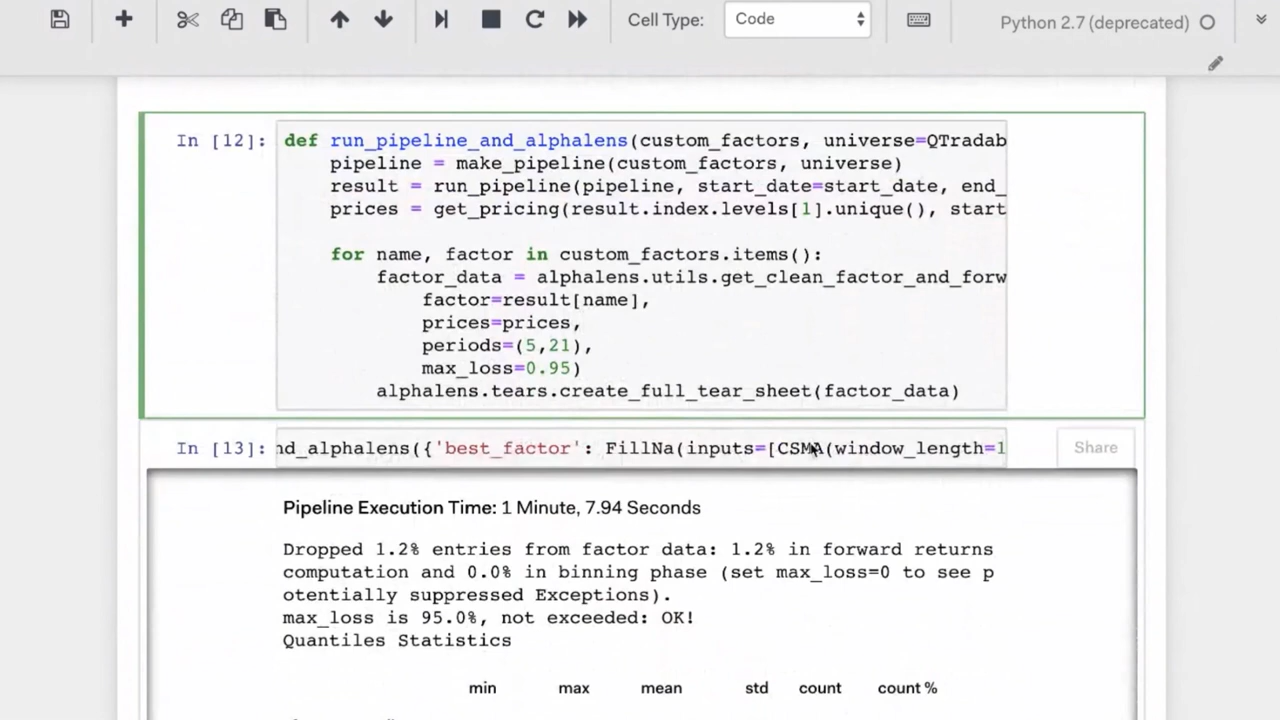 Cell Type: Code Python 2.7 (deprecated)
In [12]: def run_pipeline_and_alphalens(custom_factors, universe=QTradab
pipeline = make_pipeline(custom_factors, universe)
result = run_pipeline(pipeline, start_date=start_date, end_
prices = get_pricing(result.index.levels[1].unique(), start
for name, factor in custom_factors.items():
factor_data = alphalens.utils.get_clean_factor_and_forw
factor=result[name],
prices=prices,
periods=(5,21),
max_loss=0.95)
alphalens.tears.create_full_tear_sheet(factor_data)
In [13]: nd_alphalens({'best_factor': FillNa(inputs=[CSMA(window_length=1 Share
Pipeline Execution Time: 1 Minute, 7.94 Seconds
Dropped 1.2% entries from factor data: 1.2% in forward returns
computation and 0.0% in binning phase (set max_loss=0 to see p
otentially suppressed Exceptions).
max_loss is 95.0%, not exceeded: OK!
Quantiles Statistics
min max mean std count count %